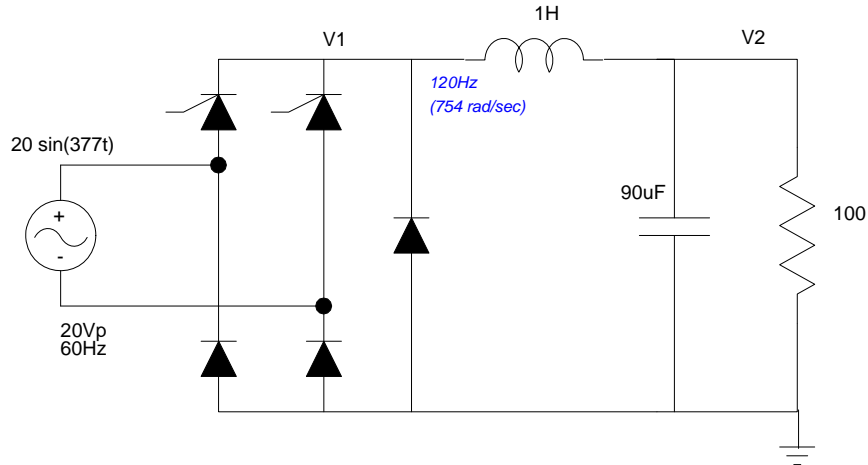 1H
V1
V2
120Hz
(754 rad/sec)
20 sin(377t)
+
-
90uF
100
20Vp
60Hz